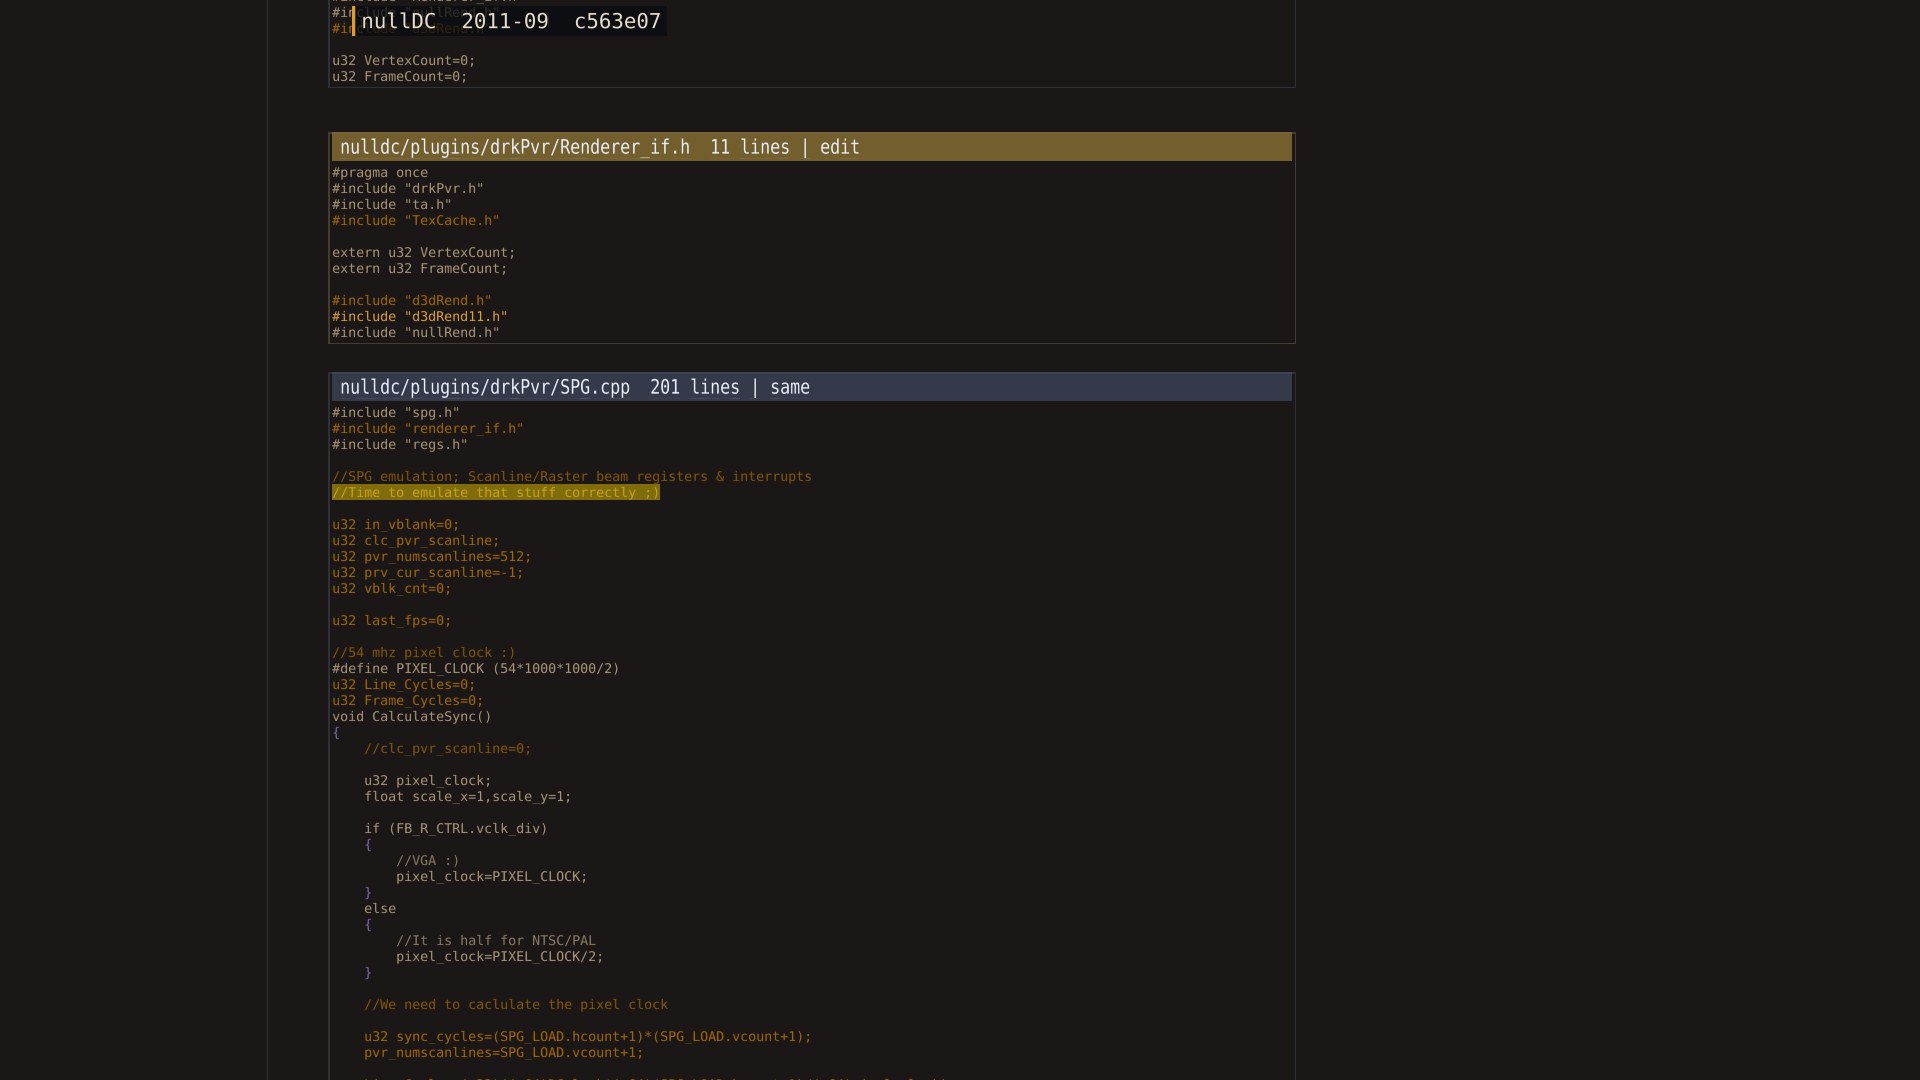 nullDC  2011-09  c563e07
u32 VertexCount=0;
u32 FrameCount=0;
nulldc/plugins/drkPvr/Renderer_if.h  11 lines | edit
#pragma once
#include "drkPvr.h"
#include "ta.h"
#include "TexCache.h"
extern u32 VertexCount;
extern u32 FrameCount;
#include "d3dRend.h"
#include "d3dRend11.h"
#include "nullRend.h"
nulldc/plugins/drkPvr/SPG.cpp  201 lines | same
#include "spg.h"
#include "renderer_if.h"
#include "regs.h"
//SPG emulation; Scanline/Raster beam registers & interrupts
//Time to emulate that stuff correctly ;)
u32 in_vblank=0;
u32 clc_pvr_scanline;
u32 pvr_numscanlines=512;
u32 prv_cur_scanline=-1;
u32 vblk_cnt=0;
u32 last_fps=0;
//54 mhz pixel clock :)
#define PIXEL_CLOCK (54*1000*1000/2)
u32 Line_Cycles=0;
u32 Frame_Cycles=0;
void CalculateSync()
{
    //clc_pvr_scanline=0;
    u32 pixel_clock;
    float scale_x=1,scale_y=1;
    if (FB_R_CTRL.vclk_div)
    {
        //VGA :)
        pixel_clock=PIXEL_CLOCK;
    }
    else
    {
        //It is half for NTSC/PAL
        pixel_clock=PIXEL_CLOCK/2;
    }
    //We need to caclulate the pixel clock
    u32 sync_cycles=(SPG_LOAD.hcount+1)*(SPG_LOAD.vcount+1);
    pvr_numscanlines=SPG_LOAD.vcount+1;